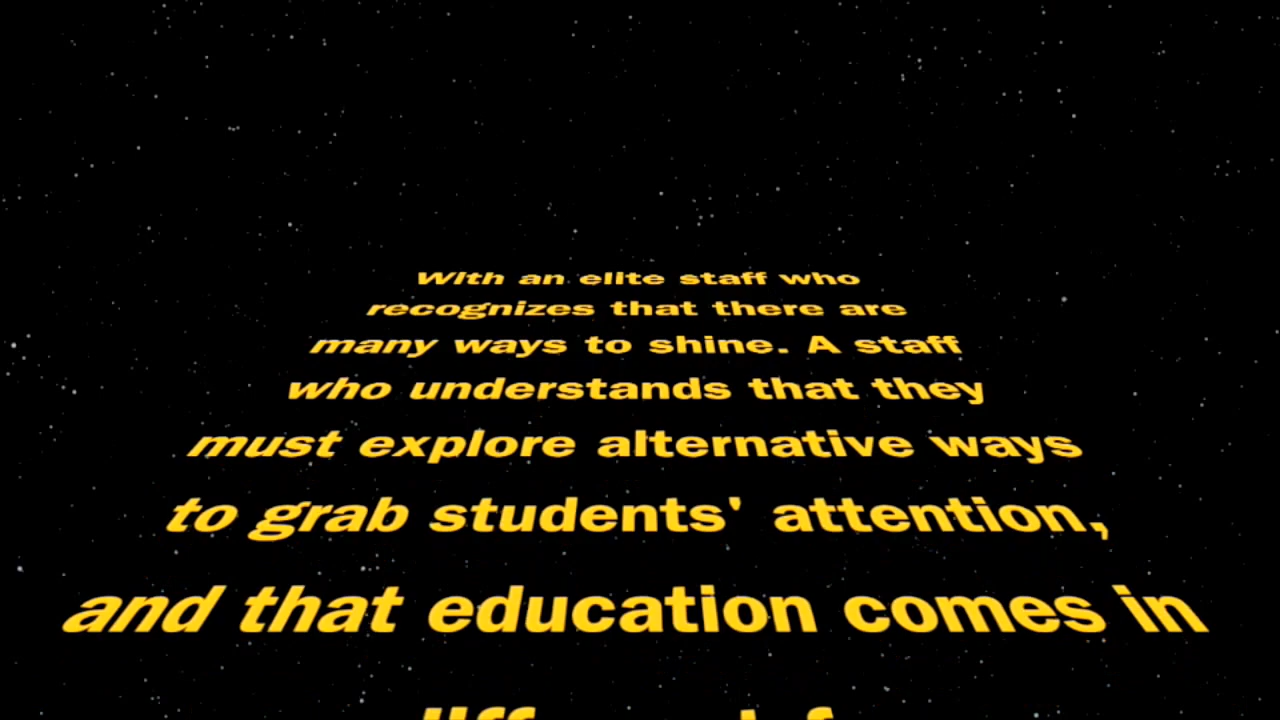 With an elite staff who
recognizes that there are
many ways to shine. A staff
who understands that they
must explore alternative ways
to grab students' attention,
and that education comes in